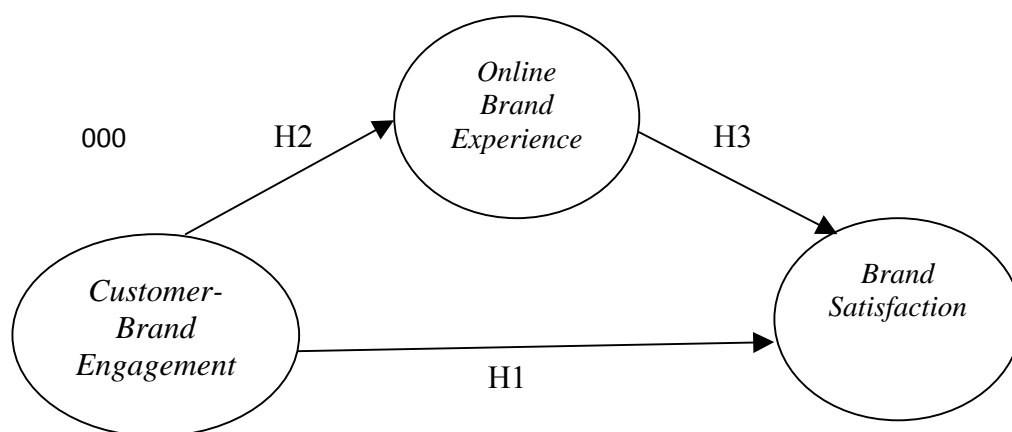 Online
Brand
Experience
000
H2
H3
Customer-
Brand
Engagement
Brand
Satisfaction
H1